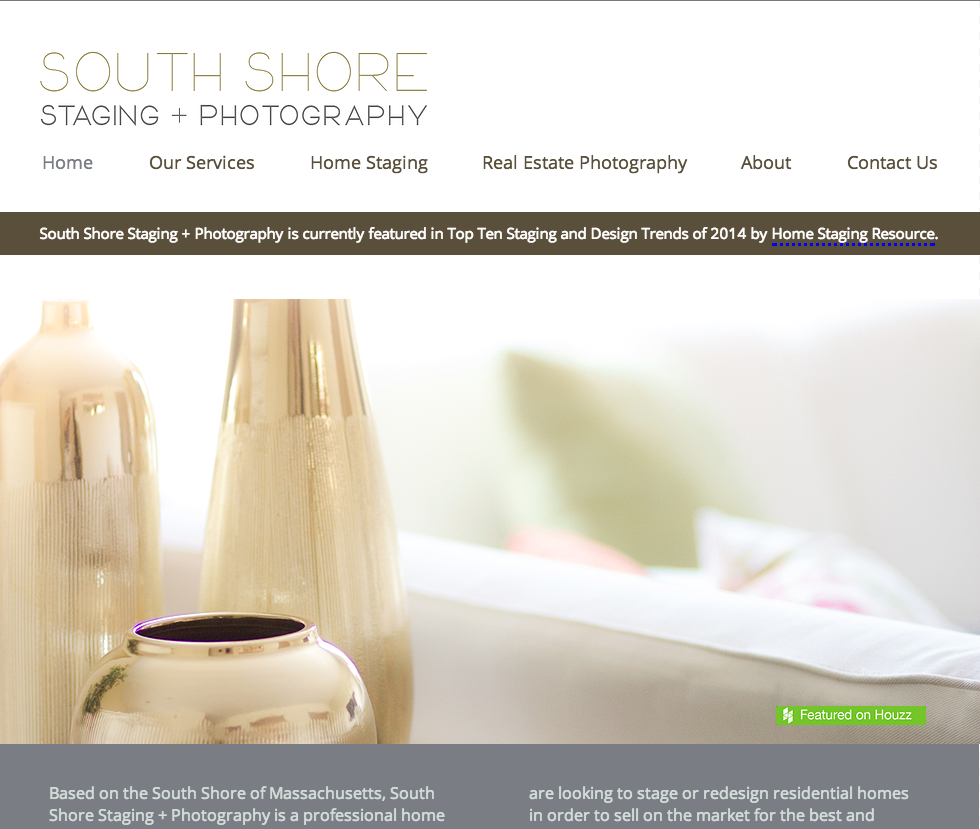 SOUTH SHORE
STAGING + PHOTOGRAPHY
Home Our Services Home Staging Real Estate Photography About Contact Us
South Shore Staging + Photography is currently featured in Top Ten Staging and Design Trends of 2014 by Home Staging Resource.
Featured on Houzz
Based on the South Shore of Massachusetts, South
Shore Staging + Photography is a professional home
are looking to stage or redesign residential homes
in order to sell on the market for the best and